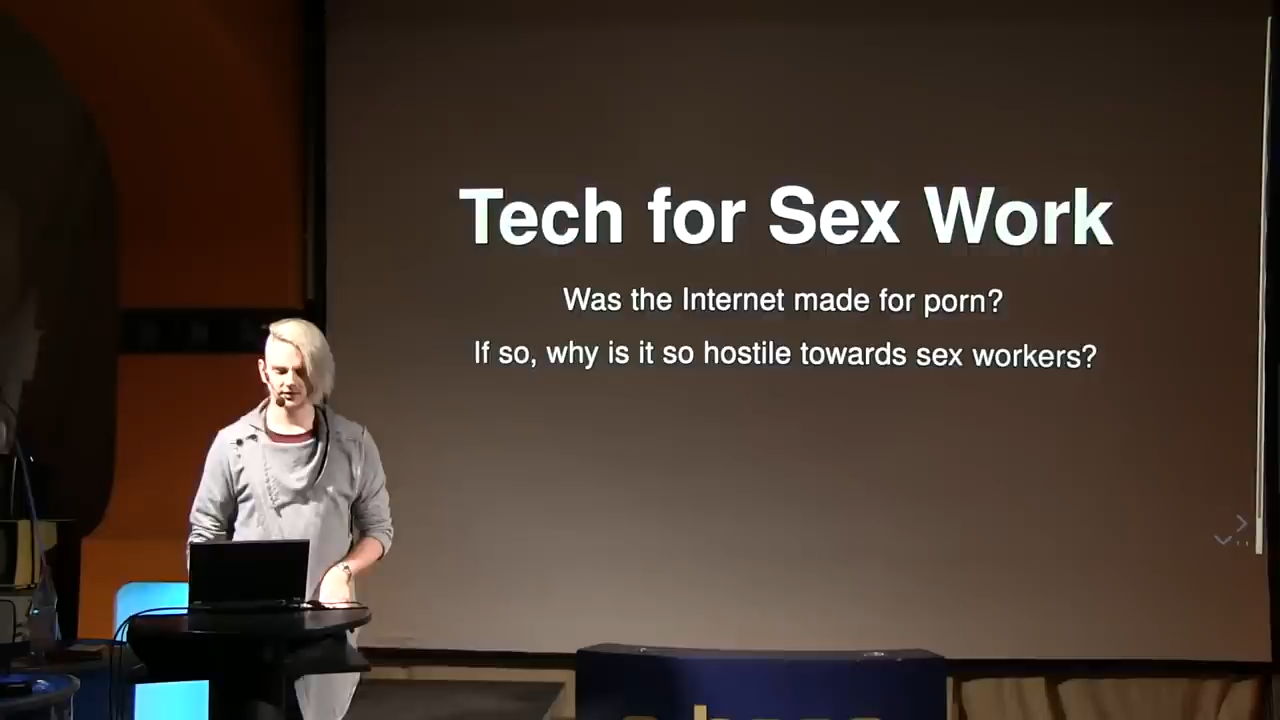 Tech for Sex Work
Was the Internet made for porn?
If so, why is it so hostile towards sex workers?